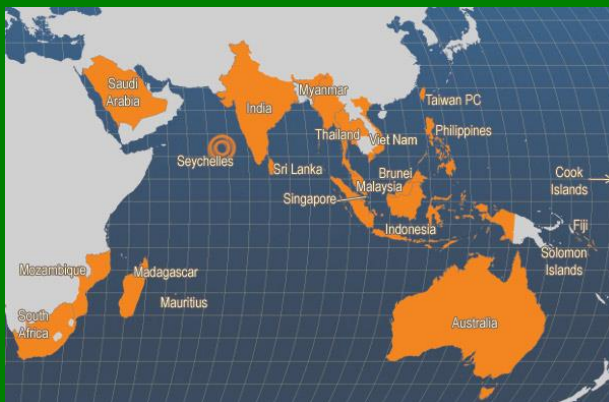 Saudi
Arabia
India
Myanmar
Taiwan PC
Thailand
Viet Nam
Philippines
Seychelles
Sri Lanka
Brunei
Malaysia
Singapore
Cook
Islands
Indonesia
Fiji
Solomon
Islands
Mozambique
Madagascar
Mauritius
South
Africa
Australia